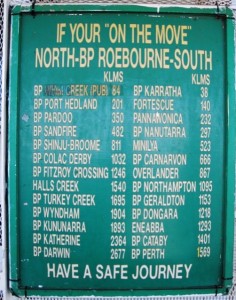 IF YOUR "ON THE MOVE"
NORTH-BP ROEBOURNE-SOUTH
KLMS KLMS
BP WHIM CREEK (PUB) 84 BP KARRATHA 38
BP PORT HEDLAND 201 FORTESCUE 140
BP PARDOO 350 PANNAWONICA 232
BP SANDFIRE 482 BP NANUTARRA 297
BP SHINJU-BROOME 811 MINILYA 523
BP COLAC DERBY 1032 BP CARNARVON 666
BP FITZROY CROSSING 1246 OVERLANDER 867
HALLS CREEK 1540 BP NORTHAMPTON 1095
BP TURKEY CREEK 1695 BP GERALDTON 1153
BP WYNDHAM 1904 BP DONGARA 1218
BP KUNUNARRA 1893 ENEABBA 1293
BP KATHERINE 2364 BP CATABY 1401
BP DARWIN 2677 BP PERTH 1569
HAVE A SAFE JOURNEY